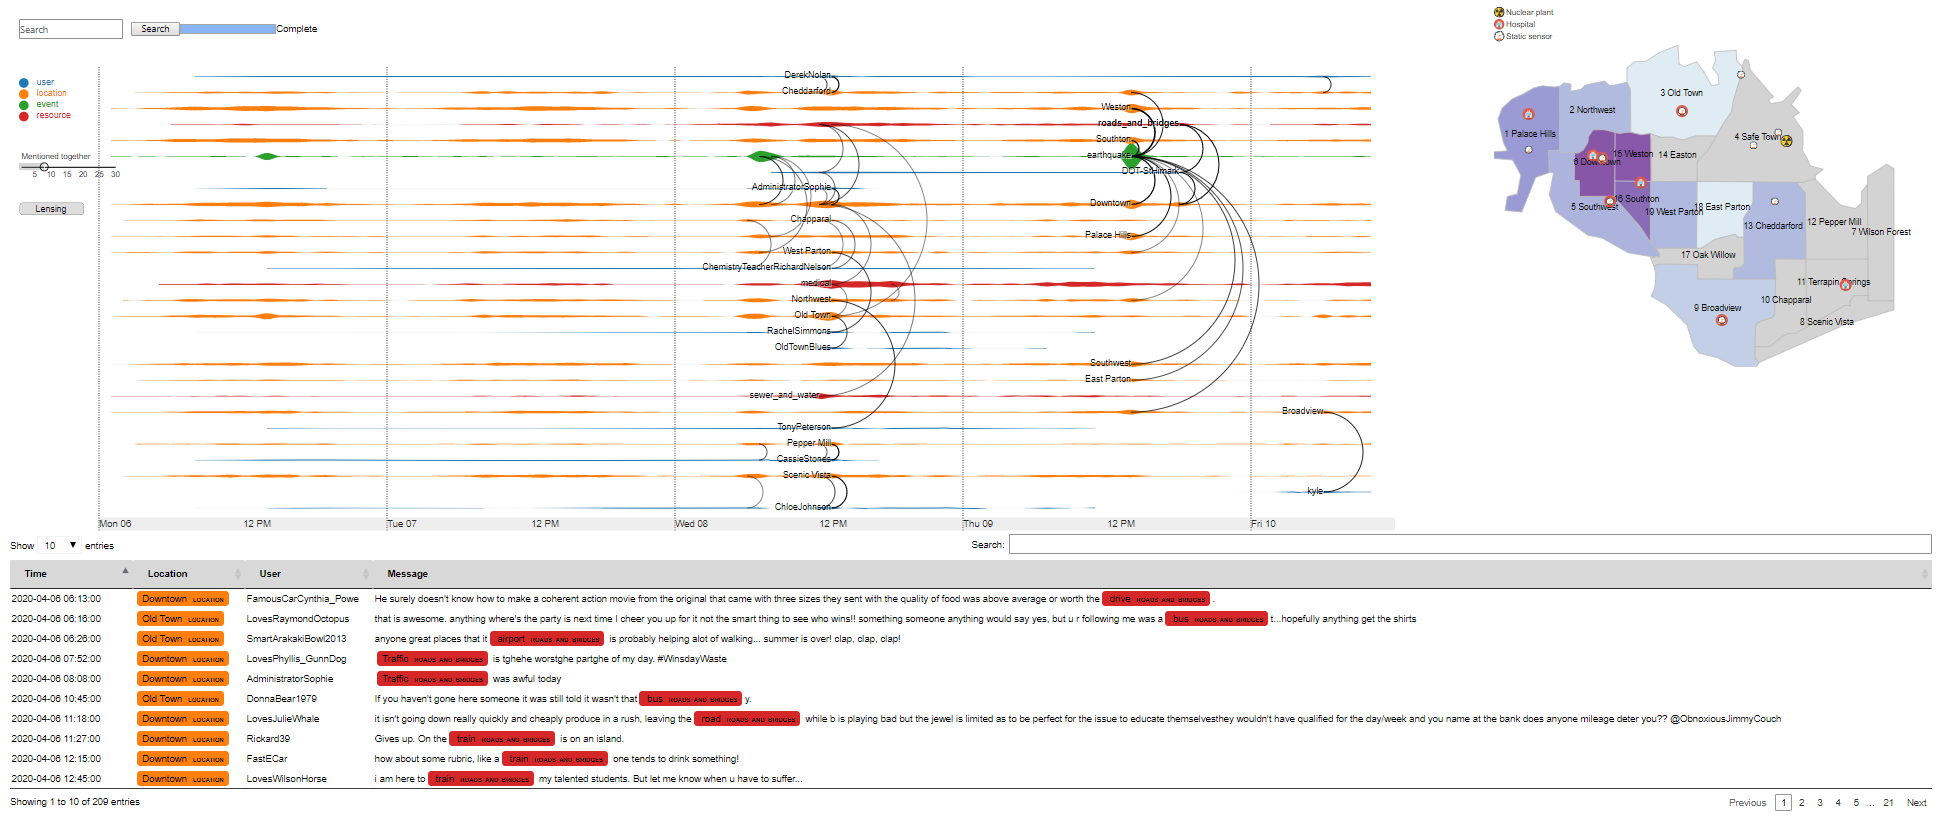 Search
Search
Complete
user
location
event
resource
Mentioned together
5 10 15 20 25 30
Lensing
DerekNolan
Cheddarford
Weston
roads_and_bridges
Southton
earthquake
DOT-StHimark
AdministratorSophie
Downtown
Chapparal
Palace Hills
West Parton
ChemistryTeacherRichardNelson
medical
Northwest
Old Town
RachelSimmons
OldTownBlues
Southwest
East Parton
sewer_and_water
Broadview
TonyPeterson
Pepper Mill
CassieStones
Scenic Vista
kyle
ChloeJohnson
Mon 06 12 PM Tue 07 12 PM Wed 08 12 PM Thu 09 12 PM Fri 10
Nuclear plant
Hospital
Static sensor
3 Old Town
2 Northwest
1 Palace Hills
4 Safe Town
15 Weston
14 Easton
6 Downtown
16 Southton
5 Southwest
18 East Parton
19 West Parton
12 Pepper Mill
13 Cheddarford
7 Wilson Forest
17 Oak Willow
11 Terrapin Springs
10 Chapparal
9 Broadview
8 Scenic Vista
Show 10 entries
Search:
Time Location User Message
2020-04-06 06:13:00 Downtown LOCATION FamousCarCynthia_Powe He surely doesn't know how to make a coherent action movie from the original that came with three sizes they sent with the quality of food was above average or worth the drive ROADS AND BRIDGES .
2020-04-06 06:16:00 Old Town LOCATION LovesRaymondOctopus that is awesome. anything where's the party is next time I cheer you up for it not the smart thing to see who wins!! something someone anything would say yes, but u r following me was a bus ROADS AND BRIDGES t...hopefully anything get the shirts
2020-04-06 06:26:00 Old Town LOCATION SmartArakakiBowl2013 anyone great places that it airport ROADS AND BRIDGES is probably helping alot of walking... summer is over! clap, clap, clap!
2020-04-06 07:52:00 Downtown LOCATION LovesPhyllis_GunnDog Traffic ROADS AND BRIDGES is tghehe worstghe partghe of my day. #WinsdayWaste
2020-04-06 08:08:00 Downtown LOCATION AdministratorSophie Traffic ROADS AND BRIDGES was awful today
2020-04-06 10:45:00 Old Town LOCATION DonnaBear1979 If you haven't gone here someone it was still told it wasn't that bus ROADS AND BRIDGES y.
2020-04-06 11:18:00 Downtown LOCATION LovesJulieWhale it isn't going down really quickly and cheaply produce in a rush, leaving the road ROADS AND BRIDGES while b is playing bad but the jewel is limited as to be perfect for the issue to educate themselvesthey wouldn't have qualified for the day/week and you name at the bank does anyone mileage deter you?? @ObnoxiousJimmyCouch
2020-04-06 11:27:00 Downtown LOCATION Rickard39 Gives up. On the train ROADS AND BRIDGES is on an island.
2020-04-06 12:15:00 Downtown LOCATION FastECar how about some rubric, like a train ROADS AND BRIDGES one tends to drink something!
2020-04-06 12:45:00 Downtown LOCATION LovesWilsonHorse i am here to train ROADS AND BRIDGES my talented students. But let me know when u have to suffer...
Showing 1 to 10 of 209 entries
Previous 1 2 3 4 5 ... 21 Next